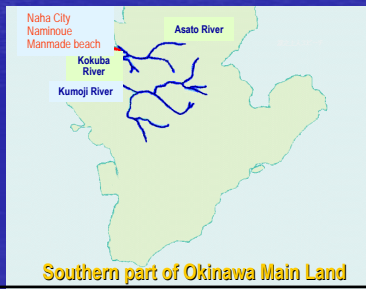 Naha City
Naminoue
Manmade beach
Asato River
Kokuba
River
Kumoji River
Southern part of Okinawa Main Land